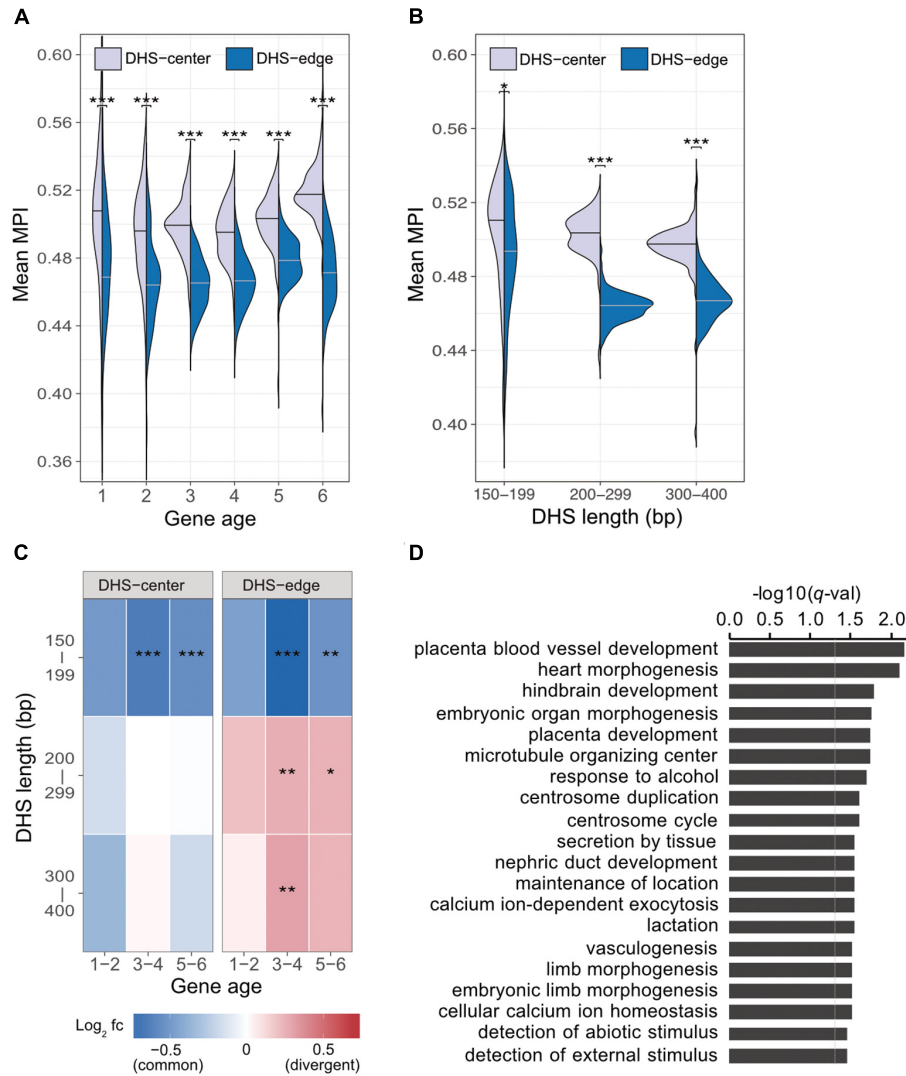 A
DHS−center DHS−edge
Mean MPI
0.60
0.56
0.52
0.48
0.44
0.40
0.36
*** *** *** *** *** ***
1 2 3 4 5 6
Gene age
B
DHS−center DHS−edge
Mean MPI
0.60
0.56
0.52
0.48
0.44
0.40
* *** ***
150−199 200−299 300−400
DHS length (bp)
C
DHS−center DHS−edge
DHS length (bp)
150
199
*** *** *** **
200
299
** *
300
400
**
1−2 3−4 5−6 1−2 3−4 5−6
Gene age
Log2 fc
−0.5 0 0.5
(common) (divergent)
D
-log10(q-val)
0.0 0.5 1.0 1.5 2.0
placenta blood vessel development
heart morphogenesis
hindbrain development
embryonic organ morphogenesis
placenta development
microtubule organizing center
response to alcohol
centrosome duplication
centrosome cycle
secretion by tissue
nephric duct development
maintenance of location
calcium ion-dependent exocytosis
lactation
vasculogenesis
limb morphogenesis
embryonic limb morphogenesis
cellular calcium ion homeostasis
detection of abiotic stimulus
detection of external stimulus